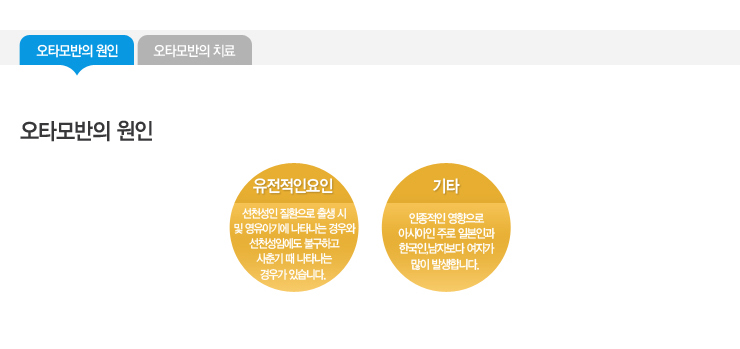 오타모반의 원인
오타모반의 치료
오타모반의 원인
유전적인요인
선천성인 질환으로 출생 시
및 영유아기에 나타나는 경우와
선천성임에도 불구하고
사춘기 때 나타나는
경우가 있습니다.
기타
인종적인 영향으로
아시아인 주로 일본인과
한국인,남자보다 여자가
많이 발생합니다.